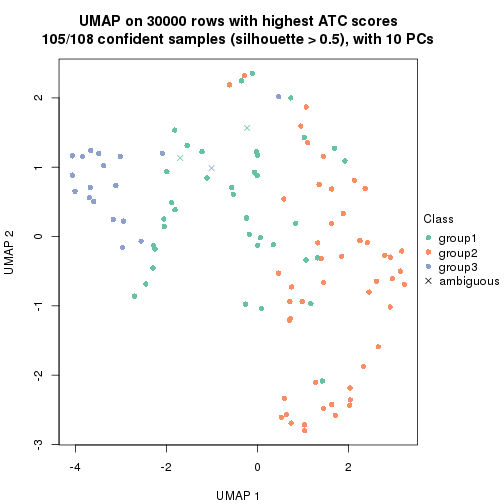 UMAP on 30000 rows with highest ATC scores
105/108 confident samples (silhouette > 0.5), with 10 PCs
2
1
0
-1
-2
-3
UMAP 2
-4
-2
0
2
UMAP 1
Class
group1
group2
group3
ambiguous